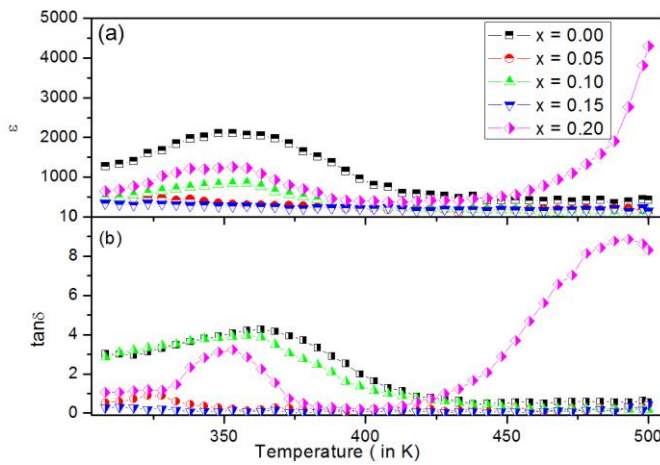 5000
(a)
4000
3000
2000
1000
10
ε
x = 0.00
x = 0.05
x = 0.10
x = 0.15
x = 0.20
(b)
8
6
4
2
0
tanδ
350
400
450
500
Temperature ( in K)